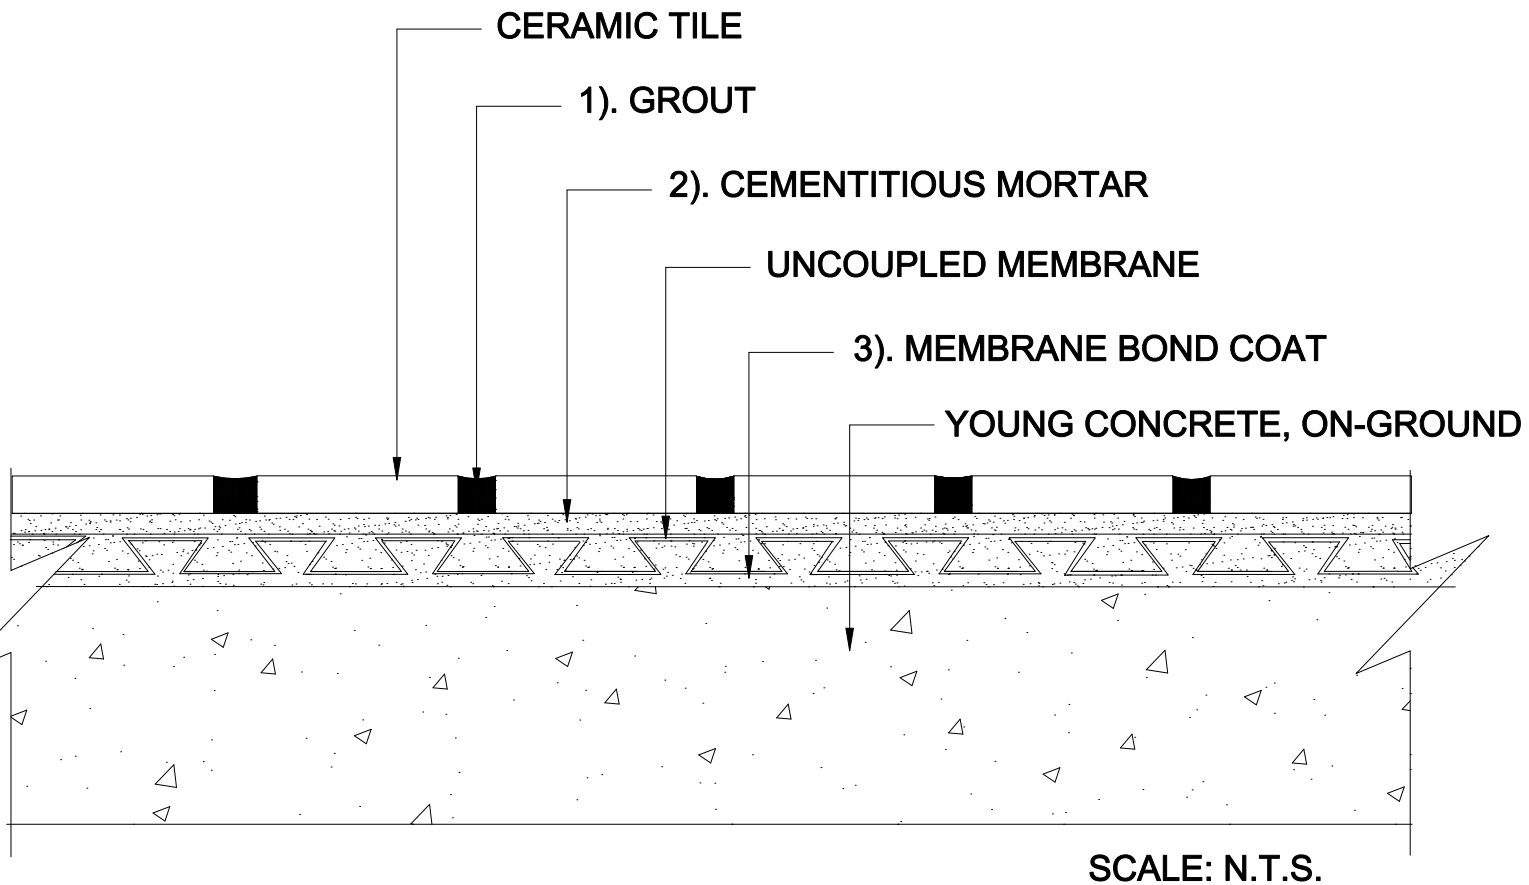 CERAMIC TILE
1). GROUT
2). CEMENTITIOUS MORTAR
UNCOUPLED MEMBRANE
3). MEMBRANE BOND COAT
YOUNG CONCRETE, ON-GROUND
SCALE: N.T.S.